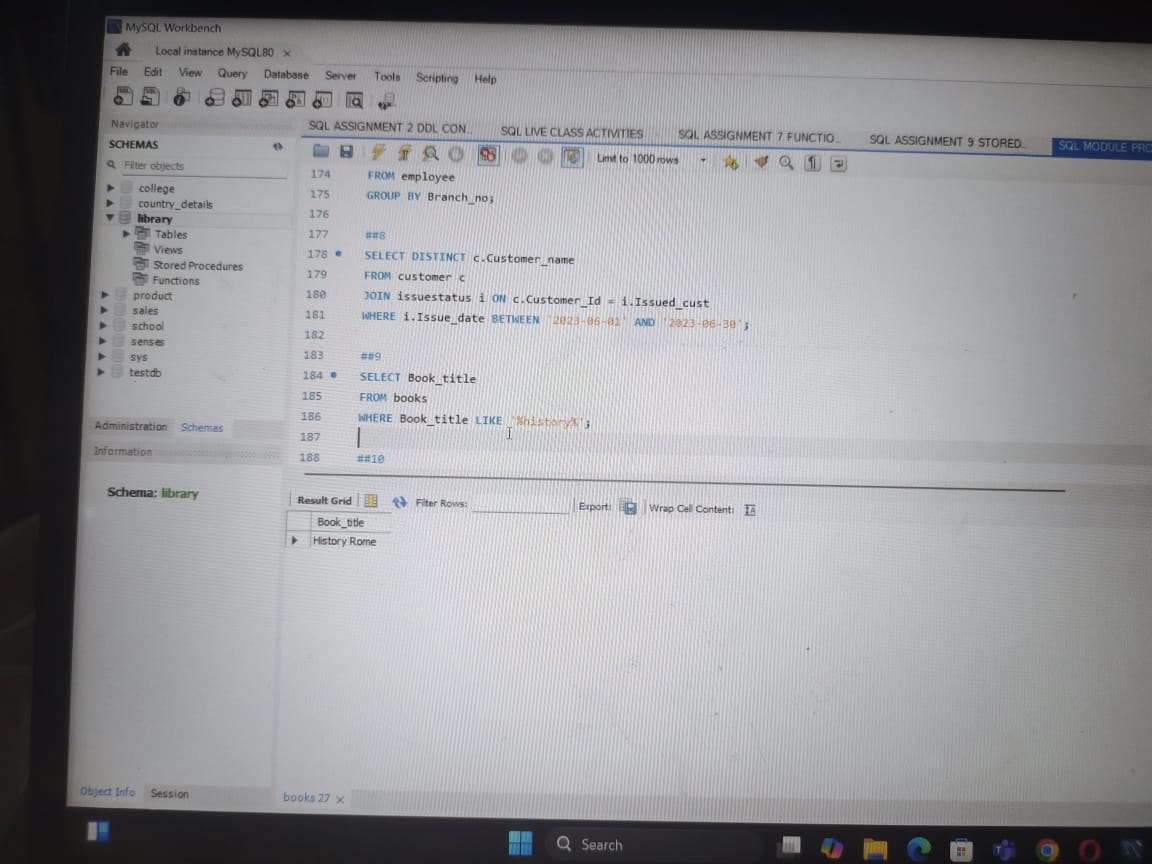 MySQL Workbench
Local instance MySQL80 ×
File Edit View Query Database Server Tools Scripting Help
Navigator
SCHEMAS
Filter objects
college
country_details
library
Tables
Views
Stored Procedures
Functions
product
sales
school
senses
sys
testdb
Administration Schemas
Information
Schema: library
Object Info Session
SQL ASSIGNMENT 2 DDL CON... SQL LIVE CLASS ACTIVITIES SQL ASSIGNMENT 7 FUNCTIO... SQL ASSIGNMENT 9 STORED... SQL MODULE PRO
Limit to 1000 rows
174 FROM employee
175 GROUP BY Branch_no;
176
177 ##8
178 SELECT DISTINCT c.Customer_name
179 FROM customer c
180 JOIN issuestatus i ON c.Customer_Id = i.Issued_cust
181 WHERE i.Issue_date BETWEEN '2023-06-01' AND '2023-06-30';
182
183 ##9
184 SELECT Book_title
185 FROM books
186 WHERE Book_title LIKE '%history%';
187
188 ##10
Result Grid Filter Rows: Export: Wrap Cell Content:
Book_title
History Rome
books 27 ×
Search